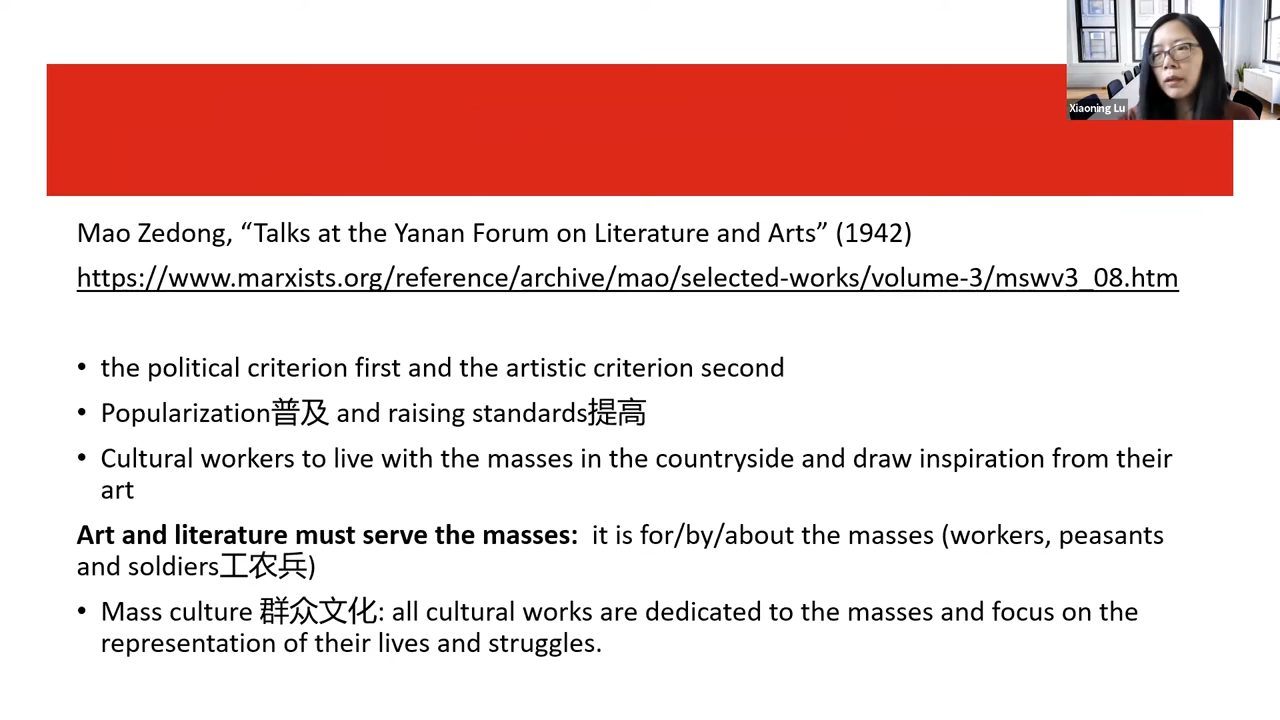 Xiaoning Lu
Mao Zedong, “Talks at the Yanan Forum on Literature and Arts” (1942)
https://www.marxists.org/reference/archive/mao/selected-works/volume-3/mswv3_08.htm
• the political criterion first and the artistic criterion second
• Popularization普及 and raising standards提高
• Cultural workers to live with the masses in the countryside and draw inspiration from their
art
Art and literature must serve the masses:  it is for/by/about the masses (workers, peasants
and soldiers工农兵)
• Mass culture 群众文化: all cultural works are dedicated to the masses and focus on the
representation of their lives and struggles.